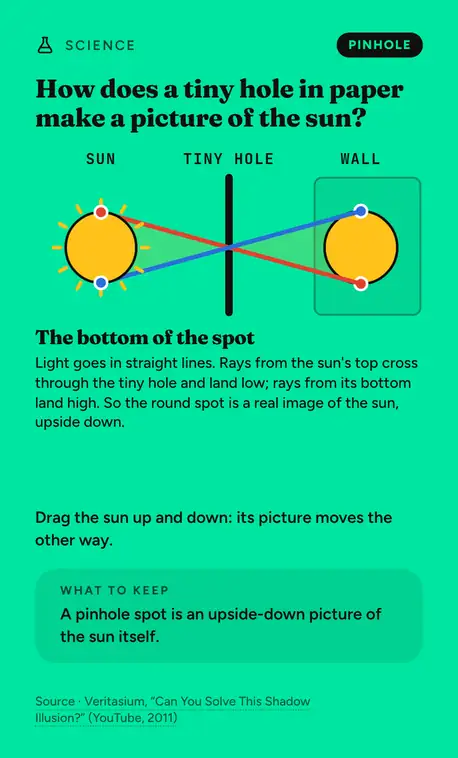 SCIENCE
PINHOLE
How does a tiny hole in paper
make a picture of the sun?
SUN
TINY HOLE
WALL
The bottom of the spot
Light goes in straight lines. Rays from the sun's top cross
through the tiny hole and land low; rays from its bottom
land high. So the round spot is a real image of the sun,
upside down.
Drag the sun up and down: its picture moves the
other way.
WHAT TO KEEP
A pinhole spot is an upside-down picture of
the sun itself.
Source · Veritasium, “Can You Solve This Shadow
Illusion?” (YouTube, 2011)